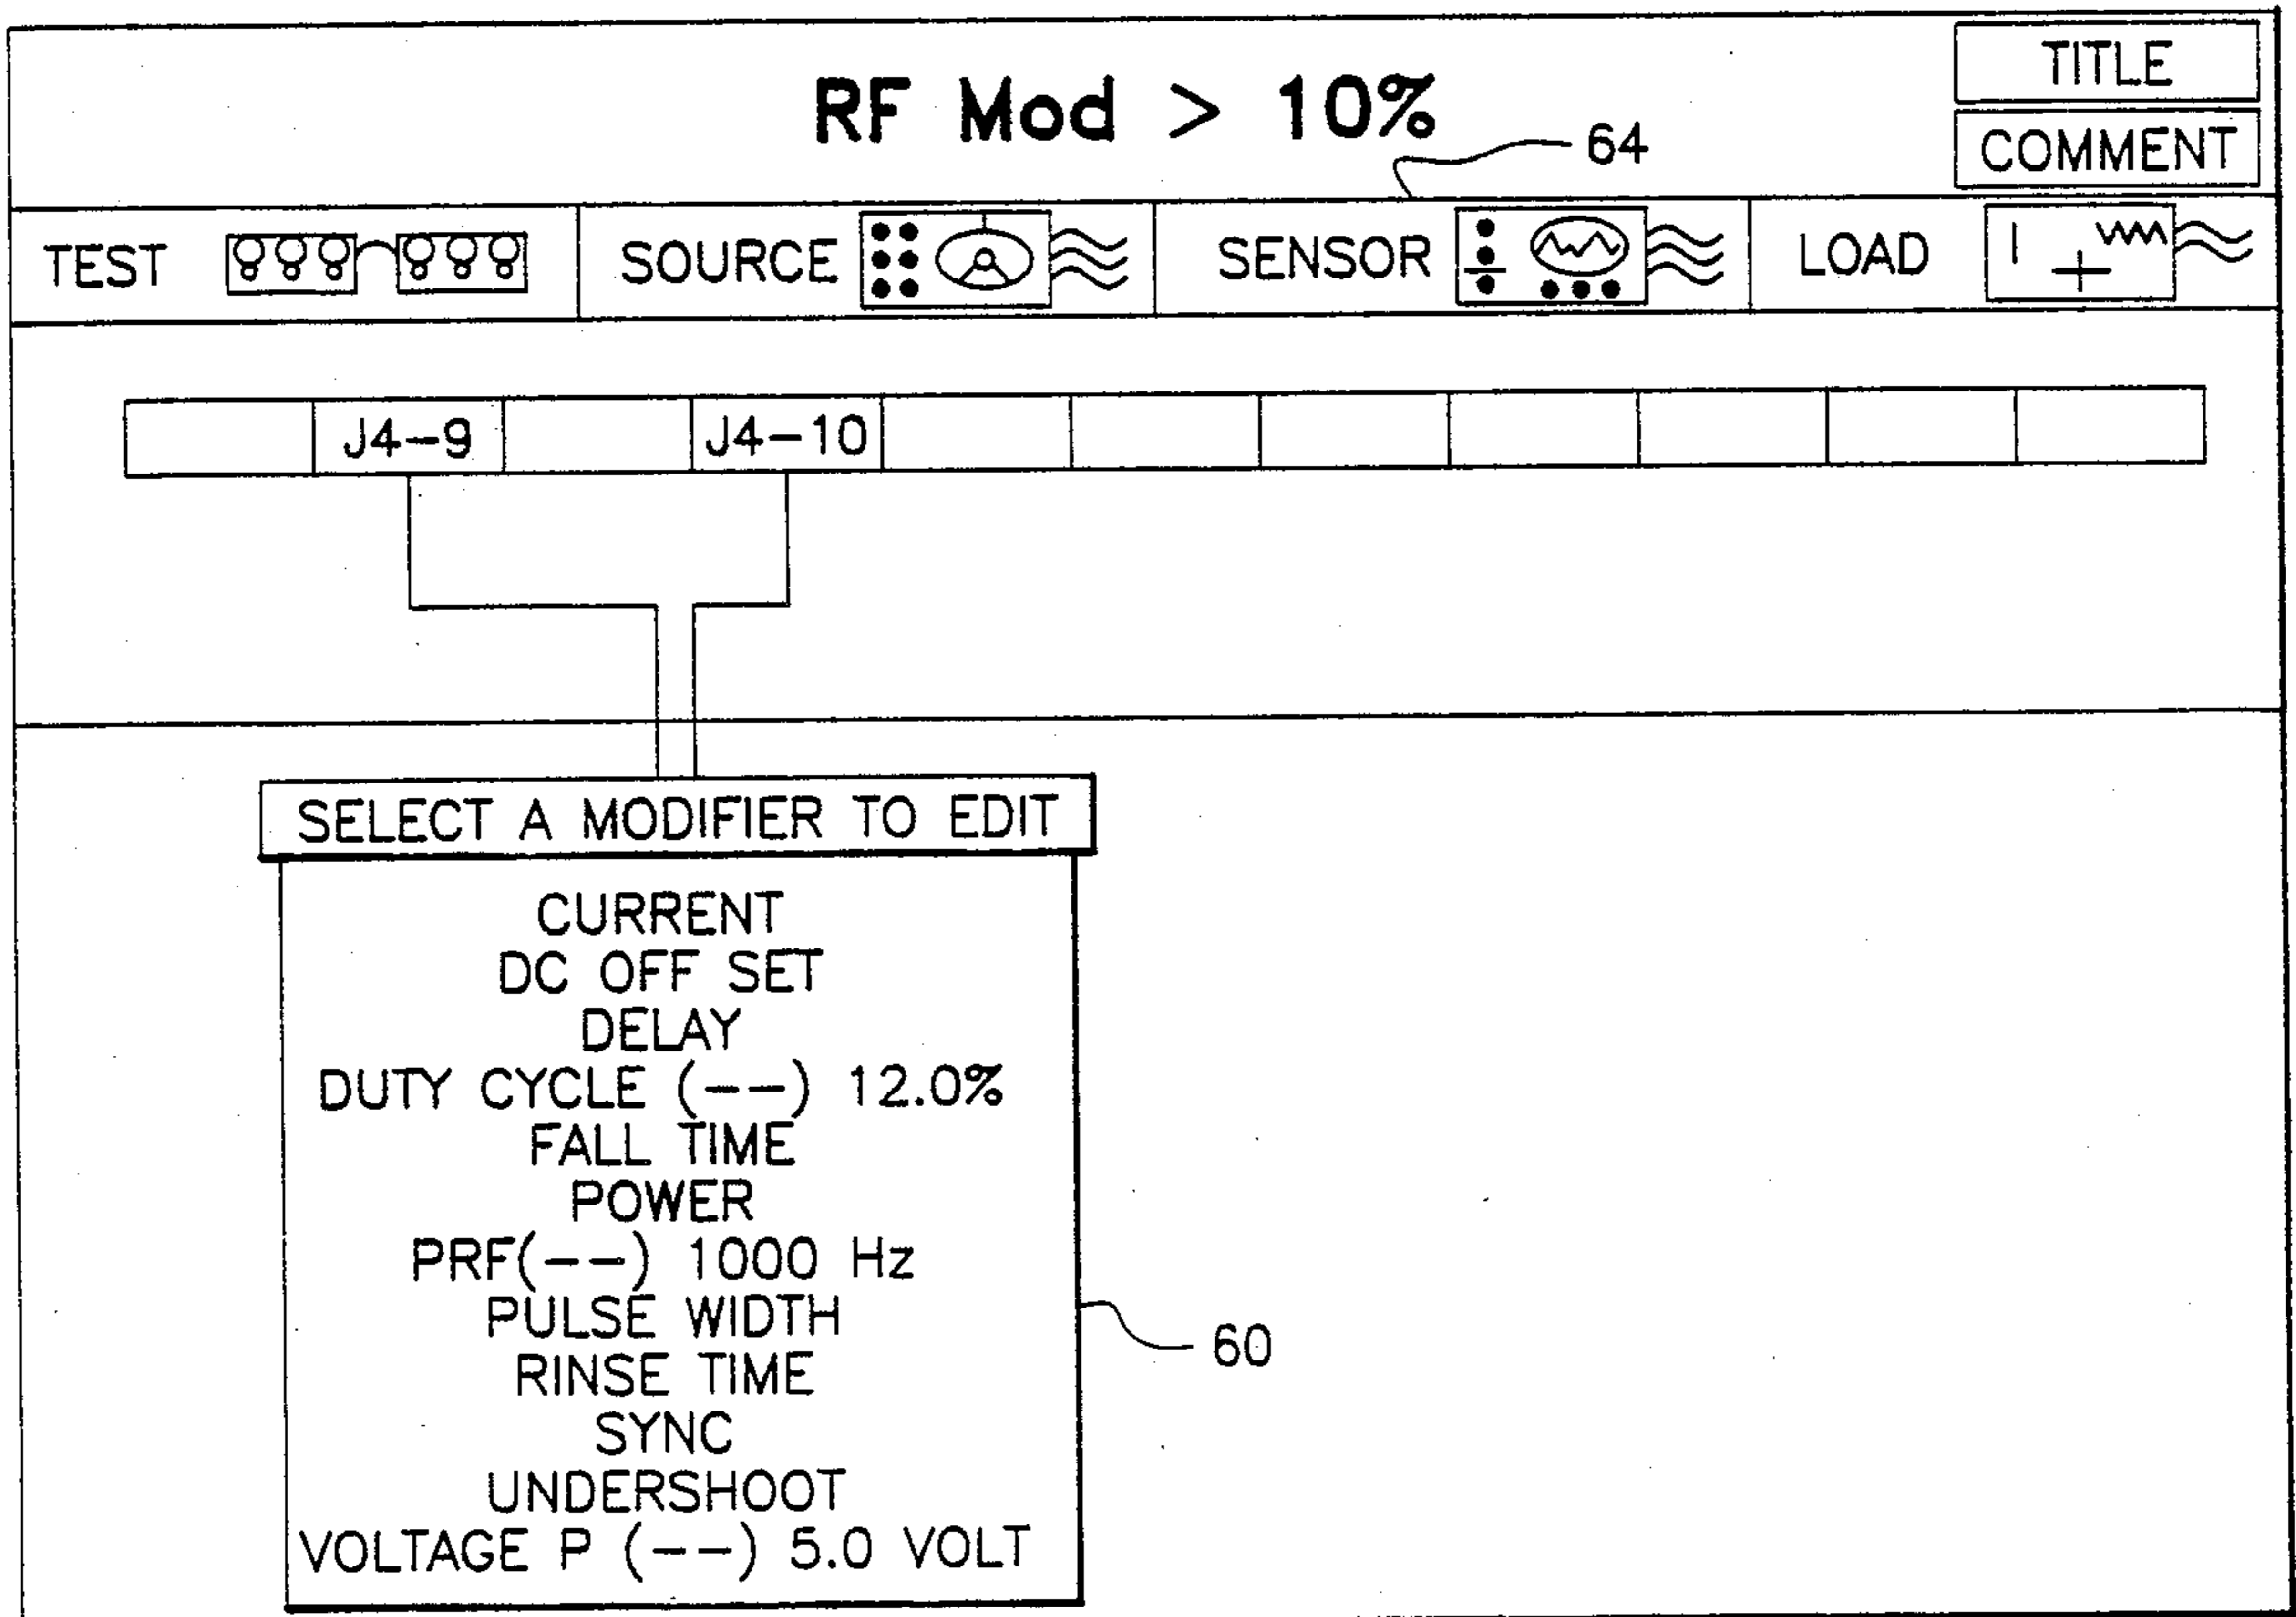 TITLE
RF Mod > 10%
COMMENT
64
TEST SOURCE SENSOR LOAD
J4-9 J4-10
SELECT A MODIFIER TO EDIT
CURRENT
DC OFF SET
DELAY
DUTY CYCLE (--) 12.0%
FALL TIME
POWER
PRF(--) 1000 Hz
PULSE WIDTH
60
RINSE TIME
SYNC
UNDERSHOOT
VOLTAGE P (--) 5.0 VOLT